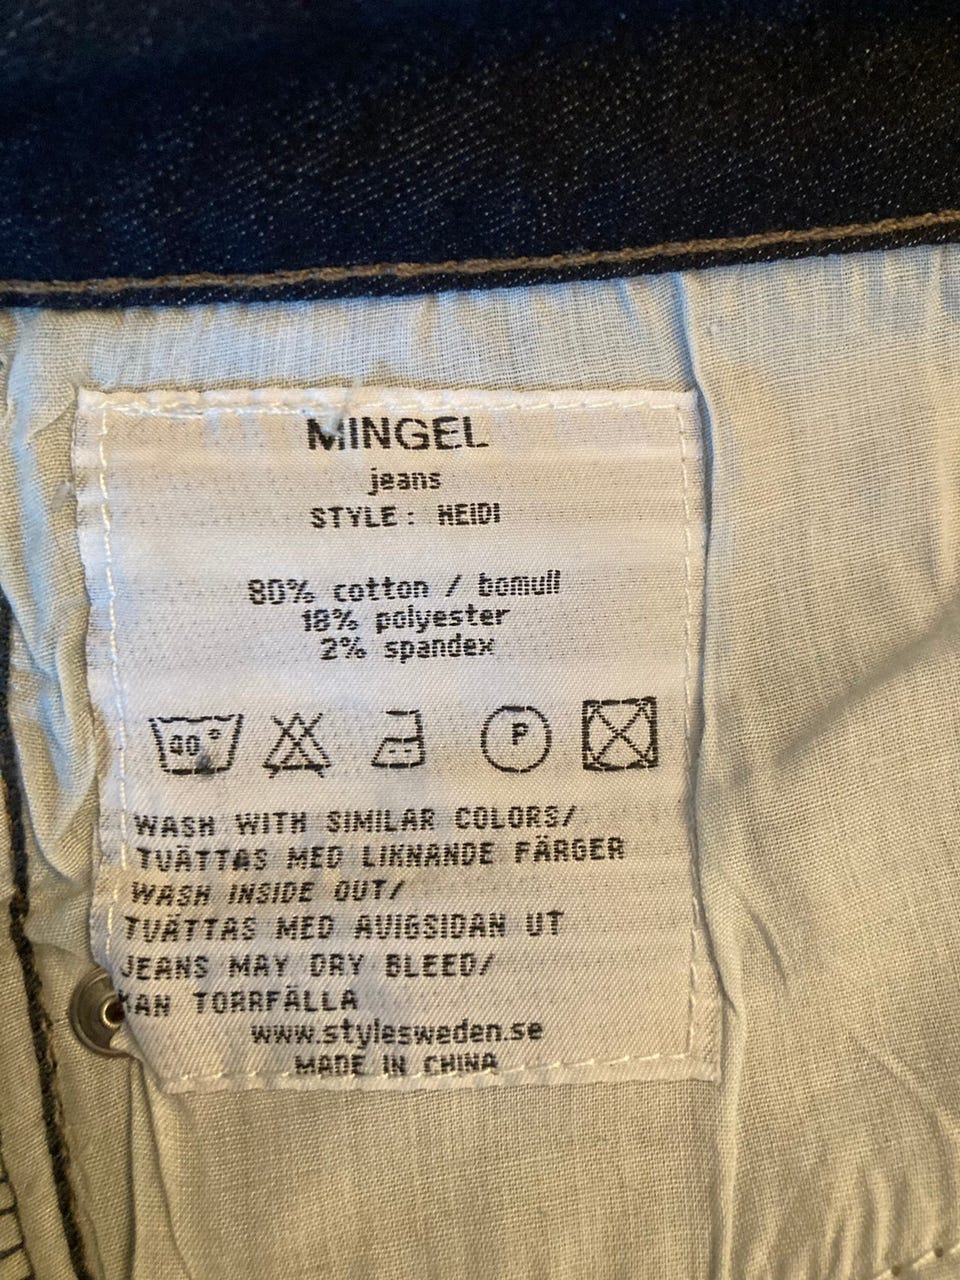 MINGEL
jeans
STYLE: HEIDI
80% cotton / bomull
18% polyester
2% spandex
40° P
WASH WITH SIMILAR COLORS/
TVÄTTAS MED LIKNANDE FÄRGER
WASH INSIDE OUT/
TVÄTTAS MED AVIGSIDAN UT
JEANS MAY DRY BLEED/
KAN TORRFÄLLA
www.stylesweden.se
MADE IN CHINA